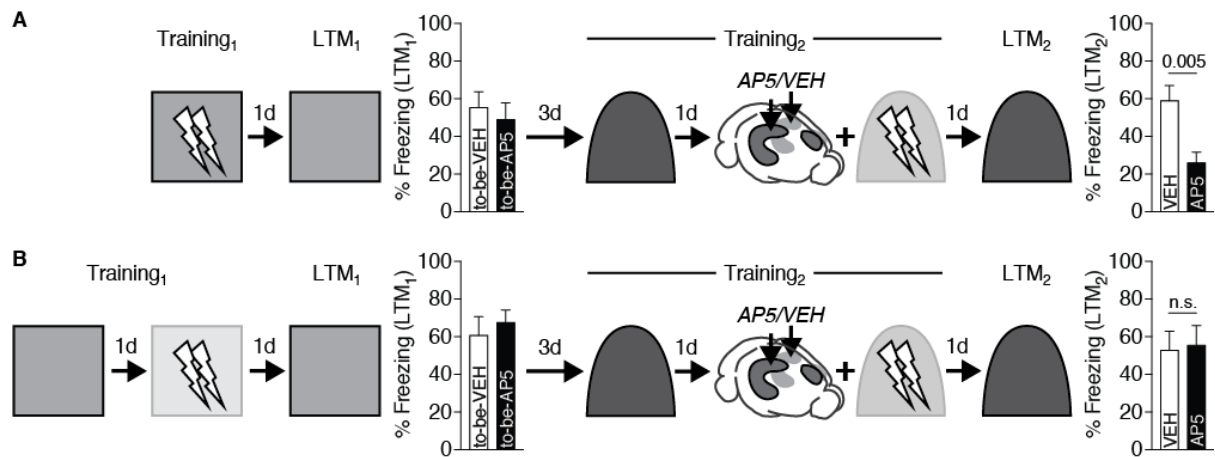 A
Training₁
LTM₁
Training₂
LTM₂
% Freezing (LTM₁)
100
80
60
40
20
0
to-be-VEH
to-be-AP5
1d
3d
1d
AP5/VEH
+
1d
% Freezing (LTM₂)
100
80
60
40
20
0
0.005
VEH
AP5
B
Training₁
LTM₁
Training₂
LTM₂
1d
1d
% Freezing (LTM₁)
100
80
60
40
20
0
to-be-VEH
to-be-AP5
3d
1d
AP5/VEH
+
1d
% Freezing (LTM₂)
100
80
60
40
20
0
n.s.
VEH
AP5